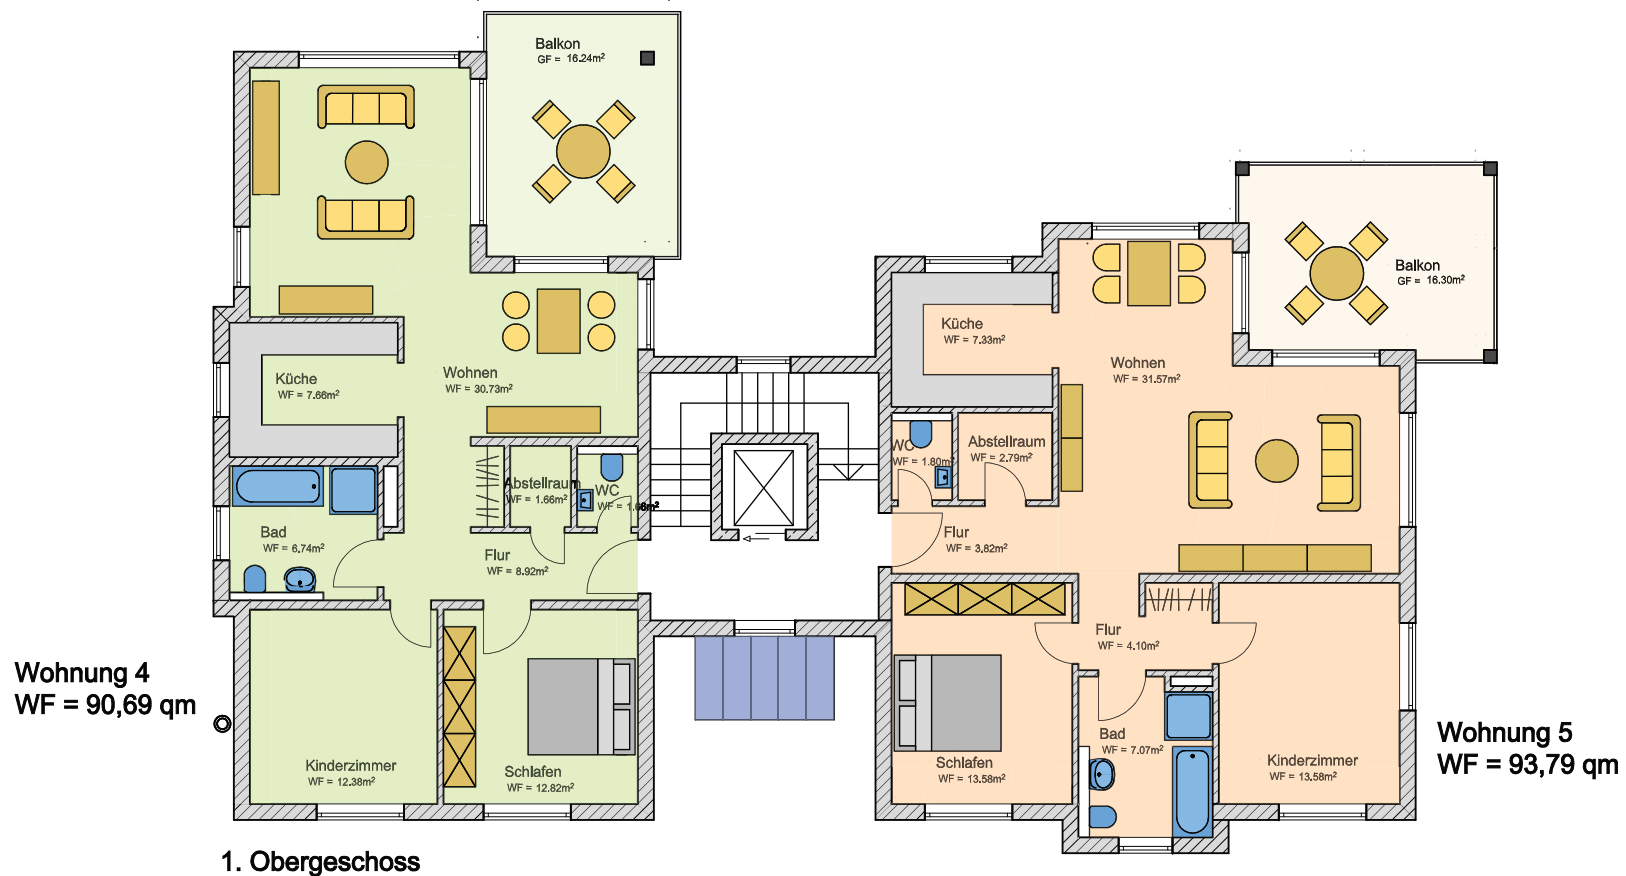 Balkon
GF = 16.24m²
Balkon
GF = 16.30m²
Küche
WF = 7.33m²
Wohnen
WF = 31.57m²
Küche
WF = 7.66m²
Wohnen
WF = 30.73m²
WC
WF = 1.80m²
Abstellraum
WF = 2.79m²
Abstellraum
WF = 1.66m²
WC
Bad
WF = 6.74m²
Flur
WF = 8.92m²
Flur
WF = 3.82m²
Flur
WF = 4.10m²
Wohnung 4
WF = 90,69 qm
Kinderzimmer
WF = 12.38m²
Schlafen
WF = 12.82m²
Schlafen
WF = 13.58m²
Bad
WF = 7.07m²
Kinderzimmer
WF = 13.58m²
Wohnung 5
WF = 93,79 qm
1. Obergeschoss